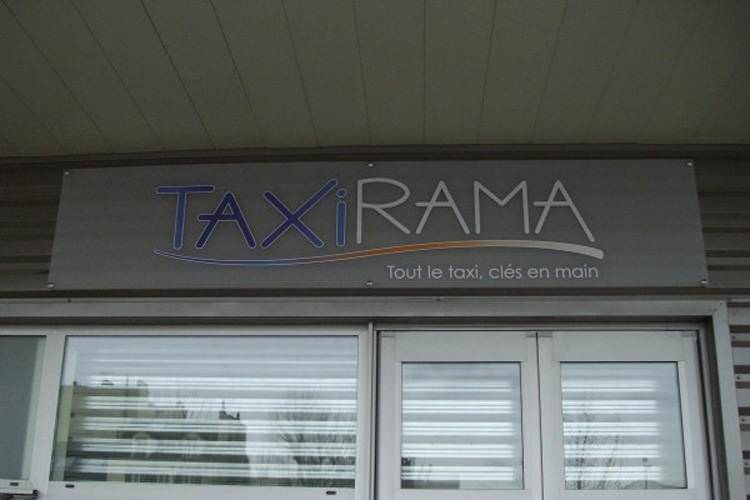 TAXiRAMA
Tout le taxi, clés en main